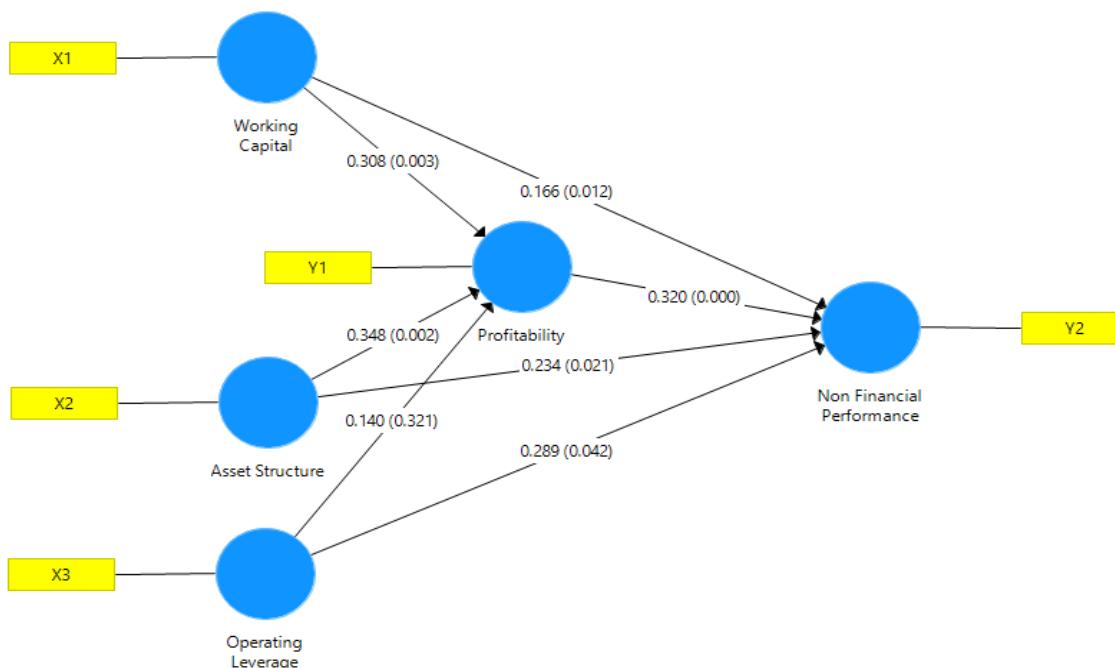 X1
Working
Capital
0.308 (0.003)
0.166 (0.012)
Y1
Profitability
0.320 (0.000)
Y2
Non Financial
Performance
0.348 (0.002)
0.234 (0.021)
X2
Asset Structure
0.140 (0.321)
0.289 (0.042)
X3
Operating
Leverage